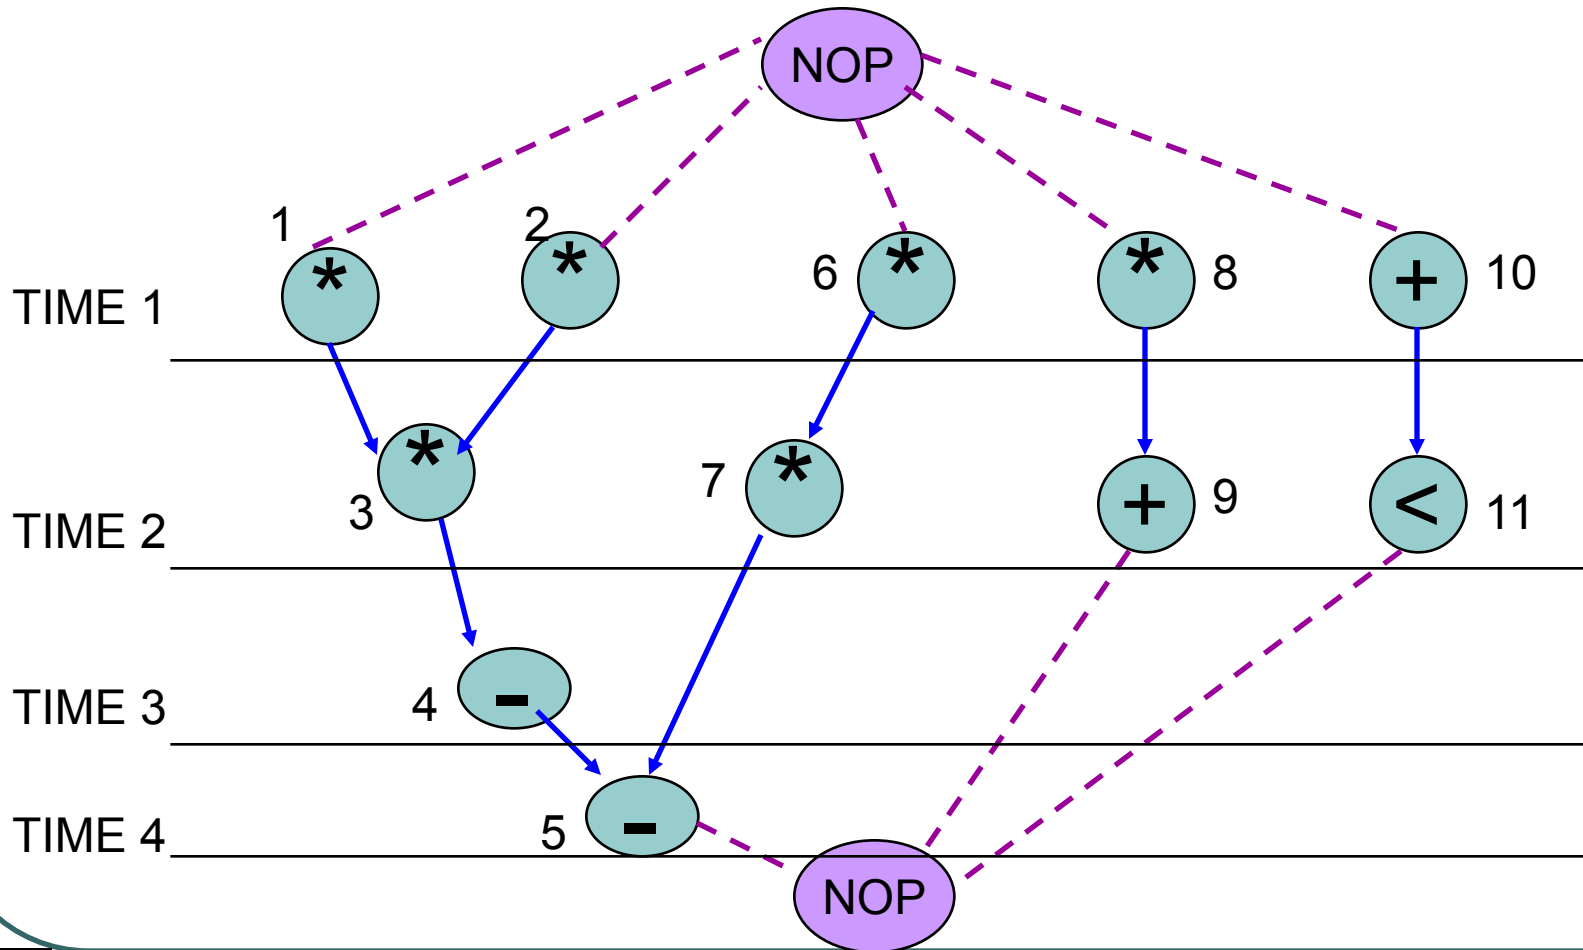 NOP
1 * 2 * 6 * * 8 + 10
TIME 1
* 3 7 * + 9 < 11
TIME 2
4 -
TIME 3
5 -
TIME 4
NOP